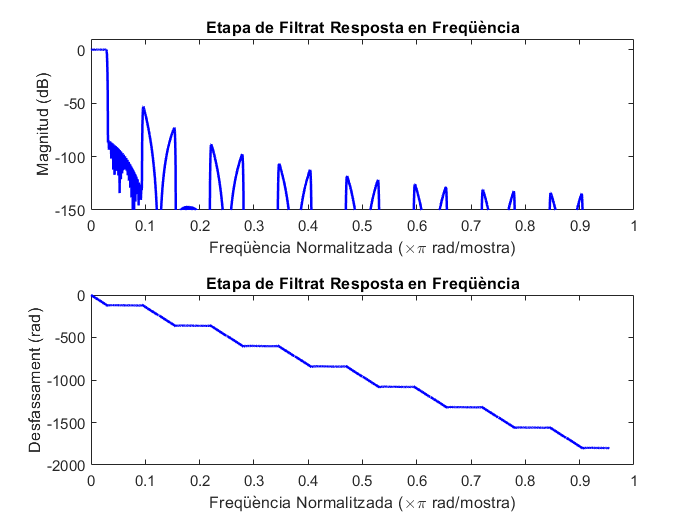 Etapa de Filtrat Resposta en Freqüència
0
-50
-100
-150
Magnitud (dB)
0 0.1 0.2 0.3 0.4 0.5 0.6 0.7 0.8 0.9 1
Freqüència Normalitzada (×π rad/mostra)
Etapa de Filtrat Resposta en Freqüència
0
-500
-1000
-1500
-2000
Desfassament (rad)
0 0.1 0.2 0.3 0.4 0.5 0.6 0.7 0.8 0.9 1
Freqüència Normalitzada (×π rad/mostra)